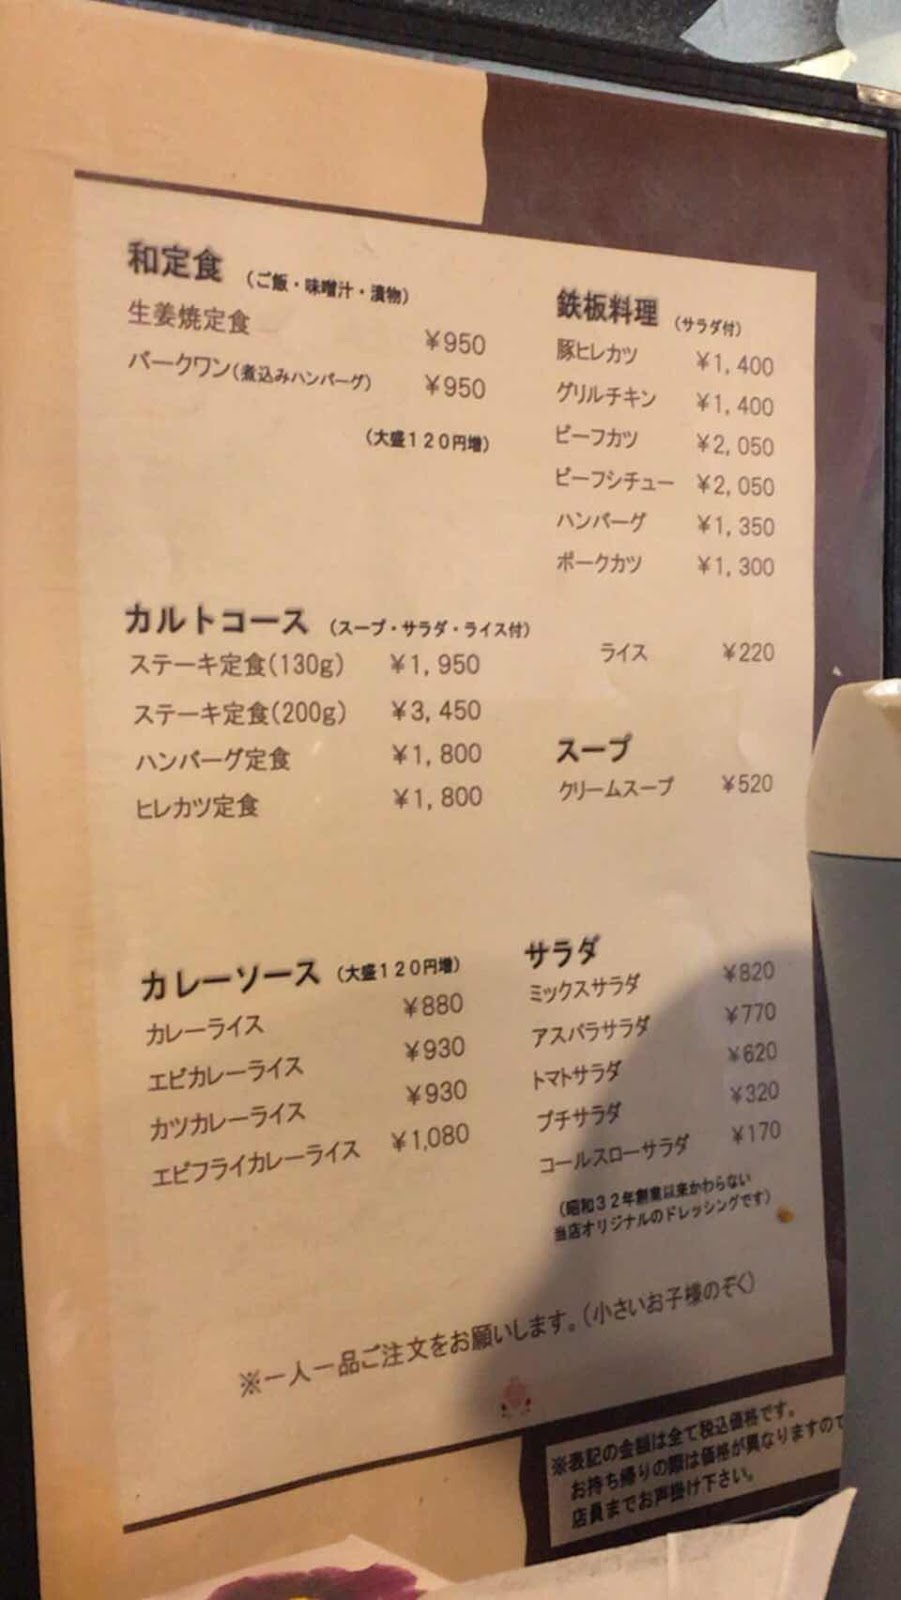 和定食 (ご飯・味噌汁・漬物)
生姜焼定食 ¥950
パークワン(煮込みハンバーグ) ¥950
(大盛120円増)
カルトコース (スープ・サラダ・ライス付)
ステーキ定食(130g) ¥1,950
ステーキ定食(200g) ¥3,450
ハンバーグ定食 ¥1,800
ヒレカツ定食 ¥1,800
カレーソース (大盛120円増)
カレーライス ¥880
エビカレーライス ¥930
カツカレーライス ¥930
エビフライカレーライス ¥1,080
鉄板料理 (サラダ付)
豚ヒレカツ ¥1,400
グリルチキン ¥1,400
ビーフカツ ¥2,050
ビーフシチュー ¥2,050
ハンバーグ ¥1,350
ポークカツ ¥1,300
ライス ¥220
スープ
クリームスープ ¥520
サラダ
ミックスサラダ ¥820
アスパラサラダ ¥770
トマトサラダ ¥620
プチサラダ ¥320
コールスローサラダ ¥170
(昭和32年創業以来かわらない
当店オリジナルのドレッシングです)
※一人一品ご注文をお願いします。(小さいお子様のぞく)
※表記の金額は全て税込価格です。
お持ち帰りの際は価格が異なりますので
店員までお声掛け下さい。